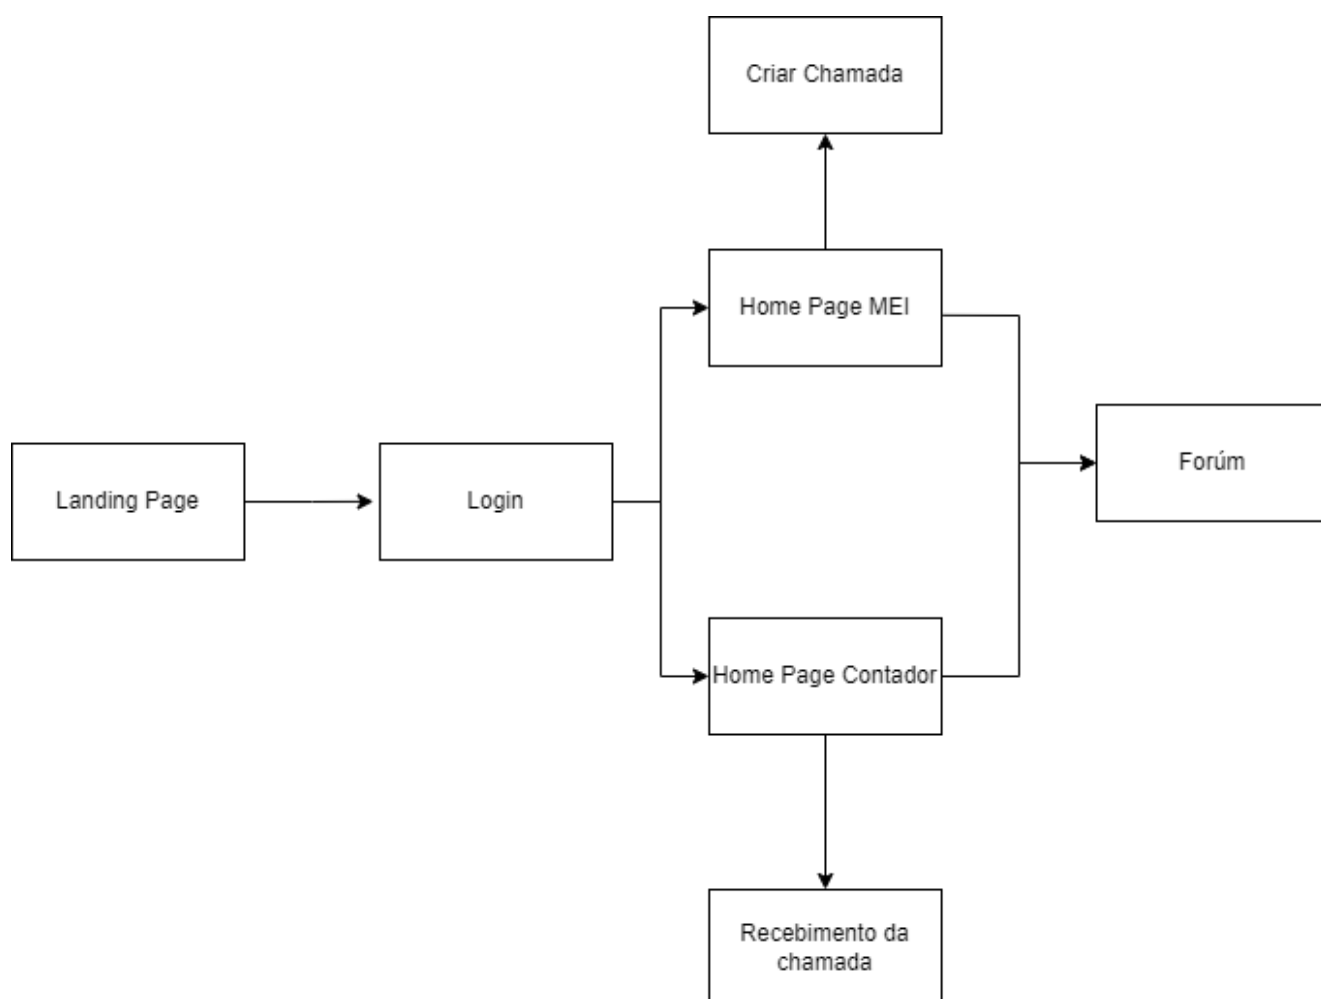 Criar Chamada
Home Page MEI
Forúm
Landing Page
Login
Home Page Contador
Recebimento da
chamada